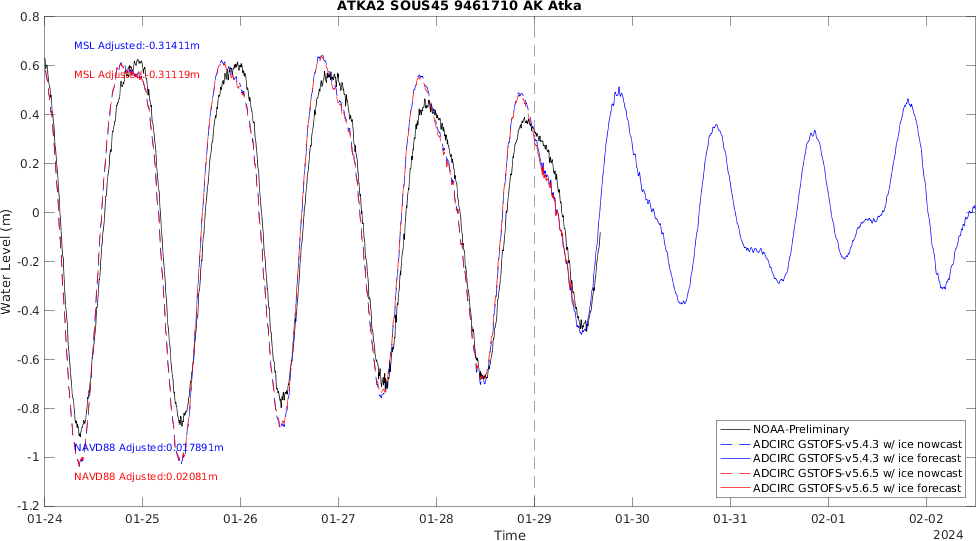 ATKA2 SOUS45 9461710 AK Atka
0.8
0.6
0.4
0.2
0
-0.2
-0.4
-0.6
-0.8
-1
-1.2
Water Level (m)
MSL Adjusted:-0.31411m
MSL Adjusted:-0.31119m
NAVD88 Adjusted:0.017891m
NAVD88 Adjusted:0.02081m
NOAA-Preliminary
ADCIRC GSTOFS-v5.4.3 w/ ice nowcast
ADCIRC GSTOFS-v5.4.3 w/ ice forecast
ADCIRC GSTOFS-v5.6.5 w/ ice nowcast
ADCIRC GSTOFS-v5.6.5 w/ ice forecast
01-24 01-25 01-26 01-27 01-28 01-29 01-30 01-31 02-01 02-02
Time
2024